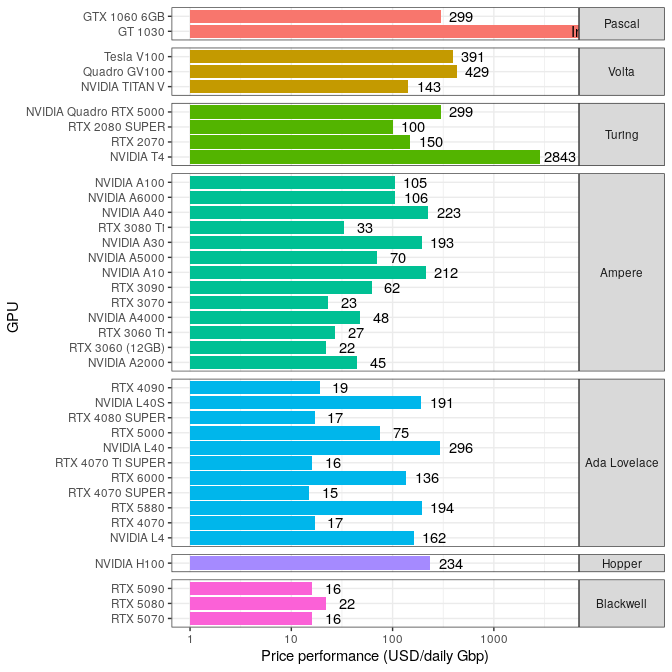 GTX 1060 6GB 299
GT 1030
Pascal
Tesla V100 391
Quadro GV100 429
NVIDIA TITAN V 143
Volta
NVIDIA Quadro RTX 5000 299
RTX 2080 SUPER 100
RTX 2070 150
NVIDIA T4 2843
Turing
NVIDIA A100 105
NVIDIA A6000 106
NVIDIA A40 223
RTX 3080 Ti 33
NVIDIA A30 193
NVIDIA A5000 70
NVIDIA A10 212
RTX 3090 62
RTX 3070 23
NVIDIA A4000 48
RTX 3060 Ti 27
RTX 3060 (12GB) 22
NVIDIA A2000 45
Ampere
RTX 4090 19
NVIDIA L40S 191
RTX 4080 SUPER 17
RTX 5000 75
NVIDIA L40 296
RTX 4070 Ti SUPER 16
RTX 6000 136
RTX 4070 SUPER 15
RTX 5880 194
RTX 4070 17
NVIDIA L4 162
Ada Lovelace
NVIDIA H100 234
Hopper
RTX 5090 16
RTX 5080 22
RTX 5070 16
Blackwell
1 10 100 1000
Price performance (USD/daily Gbp)
GPU